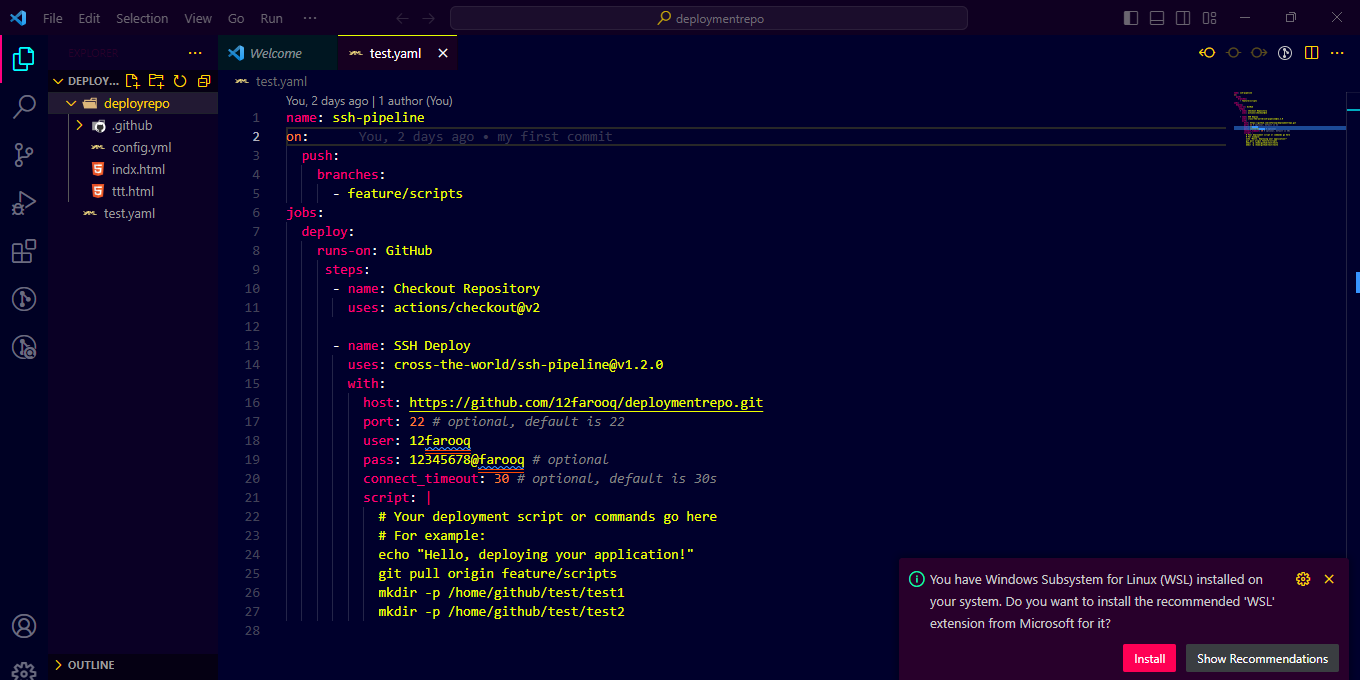 File Edit Selection View Go Run ···
deploymentrepo
EXPLORER
Welcome
test.yaml
DEPLOY...
deployrepo
.github
config.yml
indx.html
ttt.html
test.yaml
OUTLINE
test.yaml
You, 2 days ago | 1 author (You)
1 name: ssh-pipeline
2 on: You, 2 days ago • my first commit
3 push:
4 branches:
5 - feature/scripts
6 jobs:
7 deploy:
8 runs-on: GitHub
9 steps:
10 - name: Checkout Repository
11 uses: actions/checkout@v2
12
13 - name: SSH Deploy
14 uses: cross-the-world/ssh-pipeline@v1.2.0
15 with:
16 host: https://github.com/12farooq/deploymentrepo.git
17 port: 22 # optional, default is 22
18 user: 12farooq
19 pass: 12345678@farooq # optional
20 connect_timeout: 30 # optional, default is 30s
21 script: |
22 # Your deployment script or commands go here
23 # For example:
24 echo "Hello, deploying your application!"
25 git pull origin feature/scripts
26 mkdir -p /home/github/test/test1
27 mkdir -p /home/github/test/test2
28
You have Windows Subsystem for Linux (WSL) installed on
your system. Do you want to install the recommended 'WSL'
extension from Microsoft for it?
Install
Show Recommendations